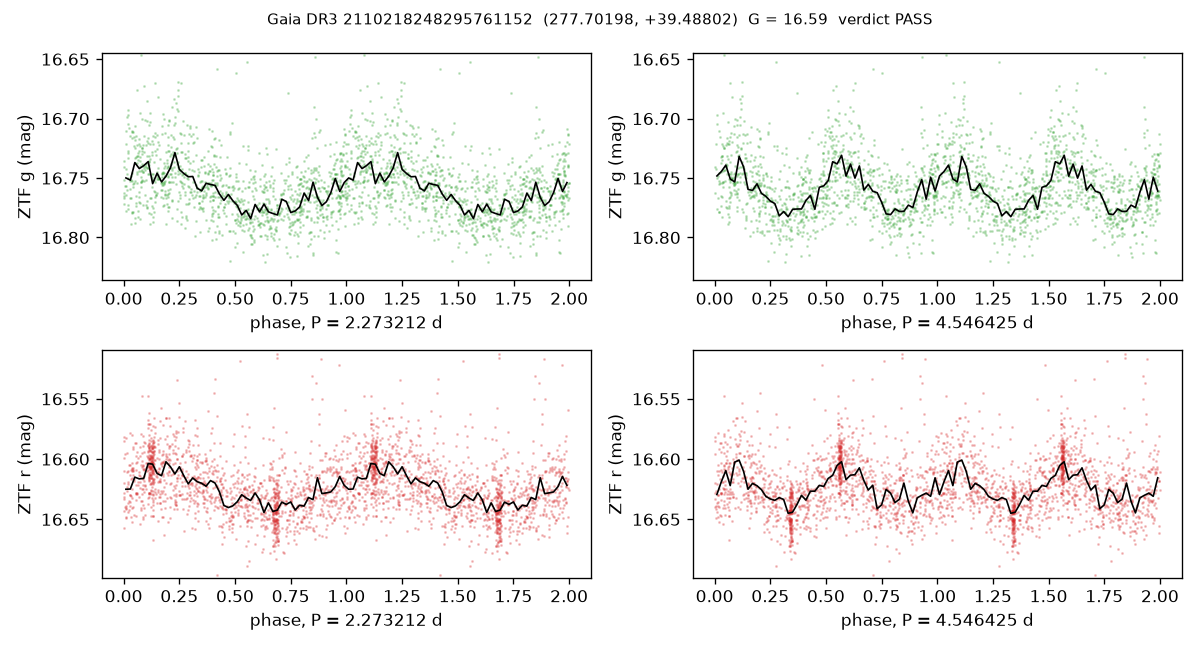 Gaia DR3 2110218248295761152 (277.70198, +39.48802) G = 16.59 verdict PASS
ZTF g (mag)
16.65
16.70
16.75
16.80
0.00 0.25 0.50 0.75 1.00 1.25 1.50 1.75 2.00
phase, P = 2.273212 d
ZTF g (mag)
16.65
16.70
16.75
16.80
0.00 0.25 0.50 0.75 1.00 1.25 1.50 1.75 2.00
phase, P = 4.546425 d
ZTF r (mag)
16.55
16.60
16.65
0.00 0.25 0.50 0.75 1.00 1.25 1.50 1.75 2.00
phase, P = 2.273212 d
ZTF r (mag)
16.55
16.60
16.65
0.00 0.25 0.50 0.75 1.00 1.25 1.50 1.75 2.00
phase, P = 4.546425 d